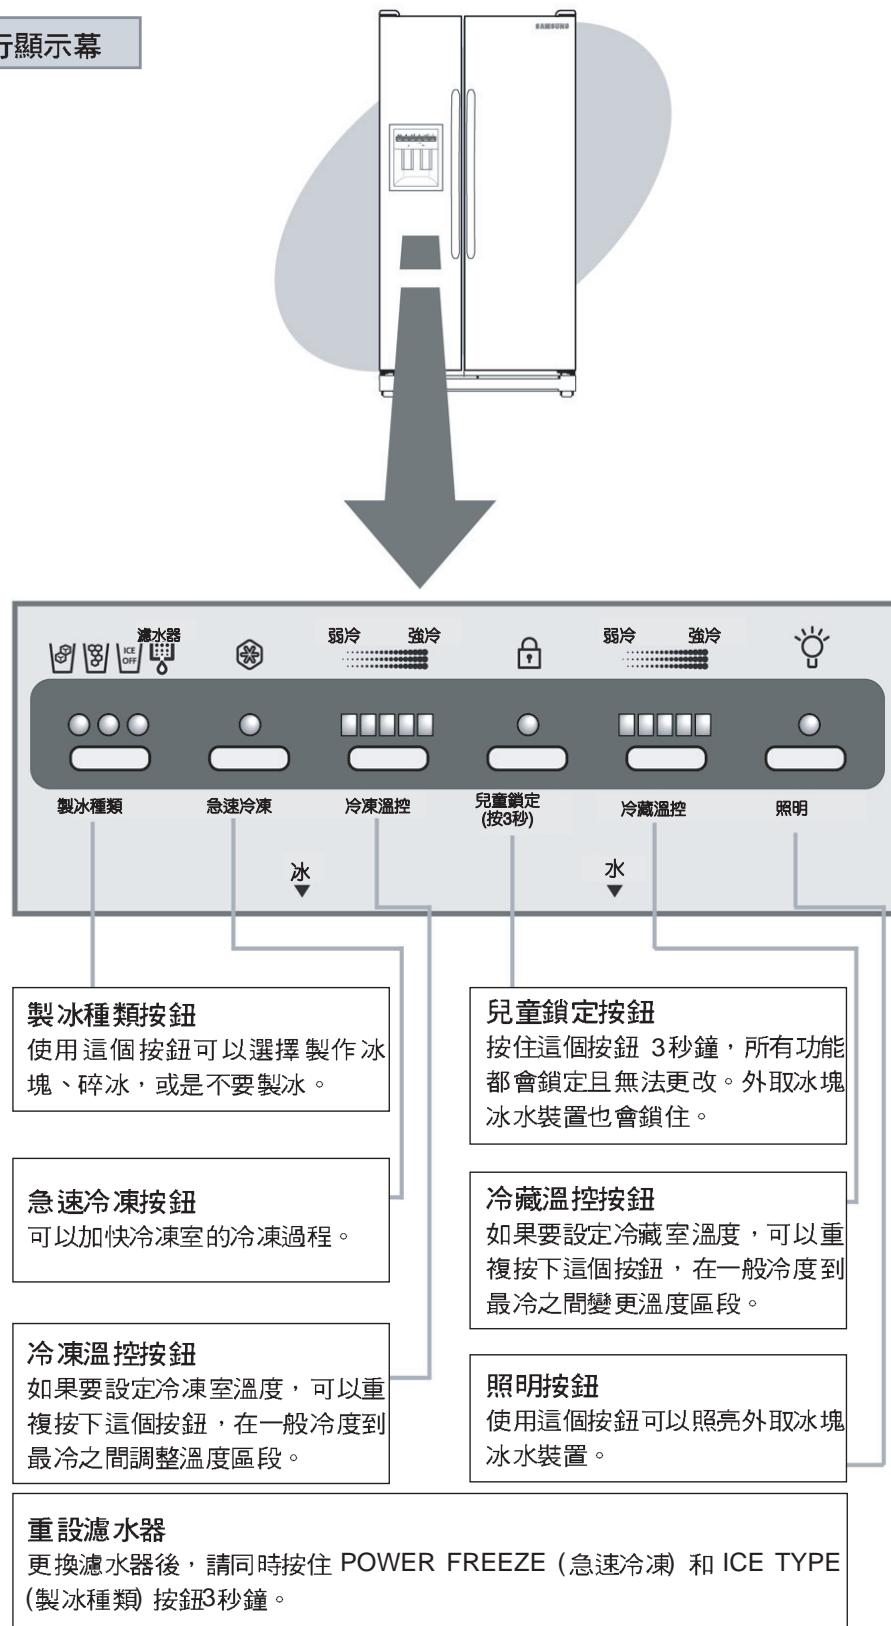 行顯示幕
SAMSUNG
濾水器
弱冷 強冷
弱冷 強冷
ICE
OFF
製冰種類
急速冷凍
冷凍溫控
兒童鎖定
(按3秒)
冷藏溫控
照明
冰
水
製冰種類按鈕
使用這個按鈕可以選擇製作冰
塊、碎冰，或是不要製冰。
急速冷凍按鈕
可以加快冷凍室的冷凍過程。
冷凍溫控按鈕
如果要設定冷凍室溫度，可以重
複按下這個按鈕，在一般冷度到
最冷之間調整溫度區段。
兒童鎖定按鈕
按住這個按鈕 3秒鐘，所有功能
都會鎖定且無法更改。外取冰塊
冰水裝置也會鎖住。
冷藏溫控按鈕
如果要設定冷藏室溫度，可以重
複按下這個按鈕，在一般冷度到
最冷之間變更溫度區段。
照明按鈕
使用這個按鈕可以照亮外取冰塊
冰水裝置。
重設濾水器
更換濾水器後，請同時按住 POWER FREEZE (急速冷凍) 和 ICE TYPE
(製冰種類) 按鈕3秒鐘。